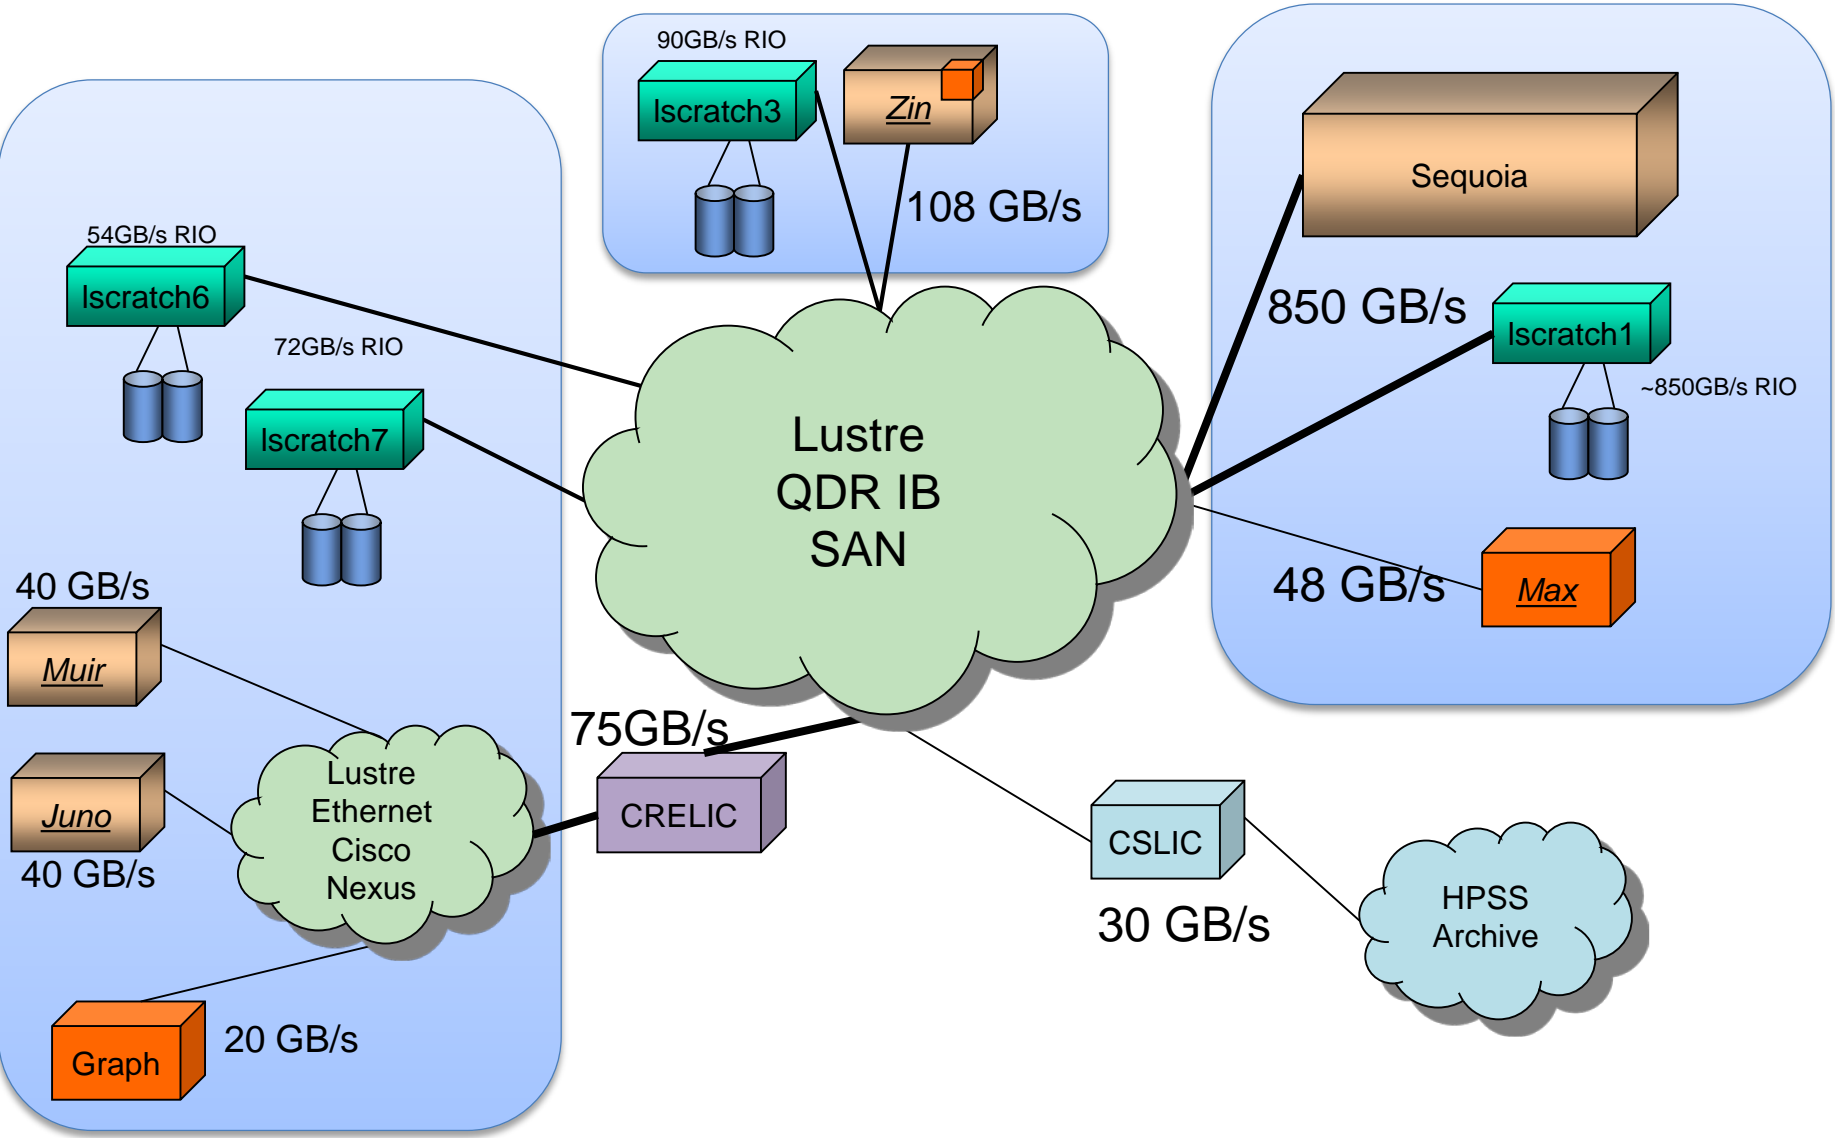 90GB/s RIO
lscratch3
Zin
108 GB/s
Sequoia
850 GB/s
lscratch1
~850GB/s RIO
48 GB/s
Max
54GB/s RIO
lscratch6
72GB/s RIO
lscratch7
Lustre
QDR IB
SAN
40 GB/s
Muir
Juno
40 GB/s
Lustre
Ethernet
Cisco
Nexus
75GB/s
CRELIC
CSLIC
30 GB/s
HPSS
Archive
Graph
20 GB/s